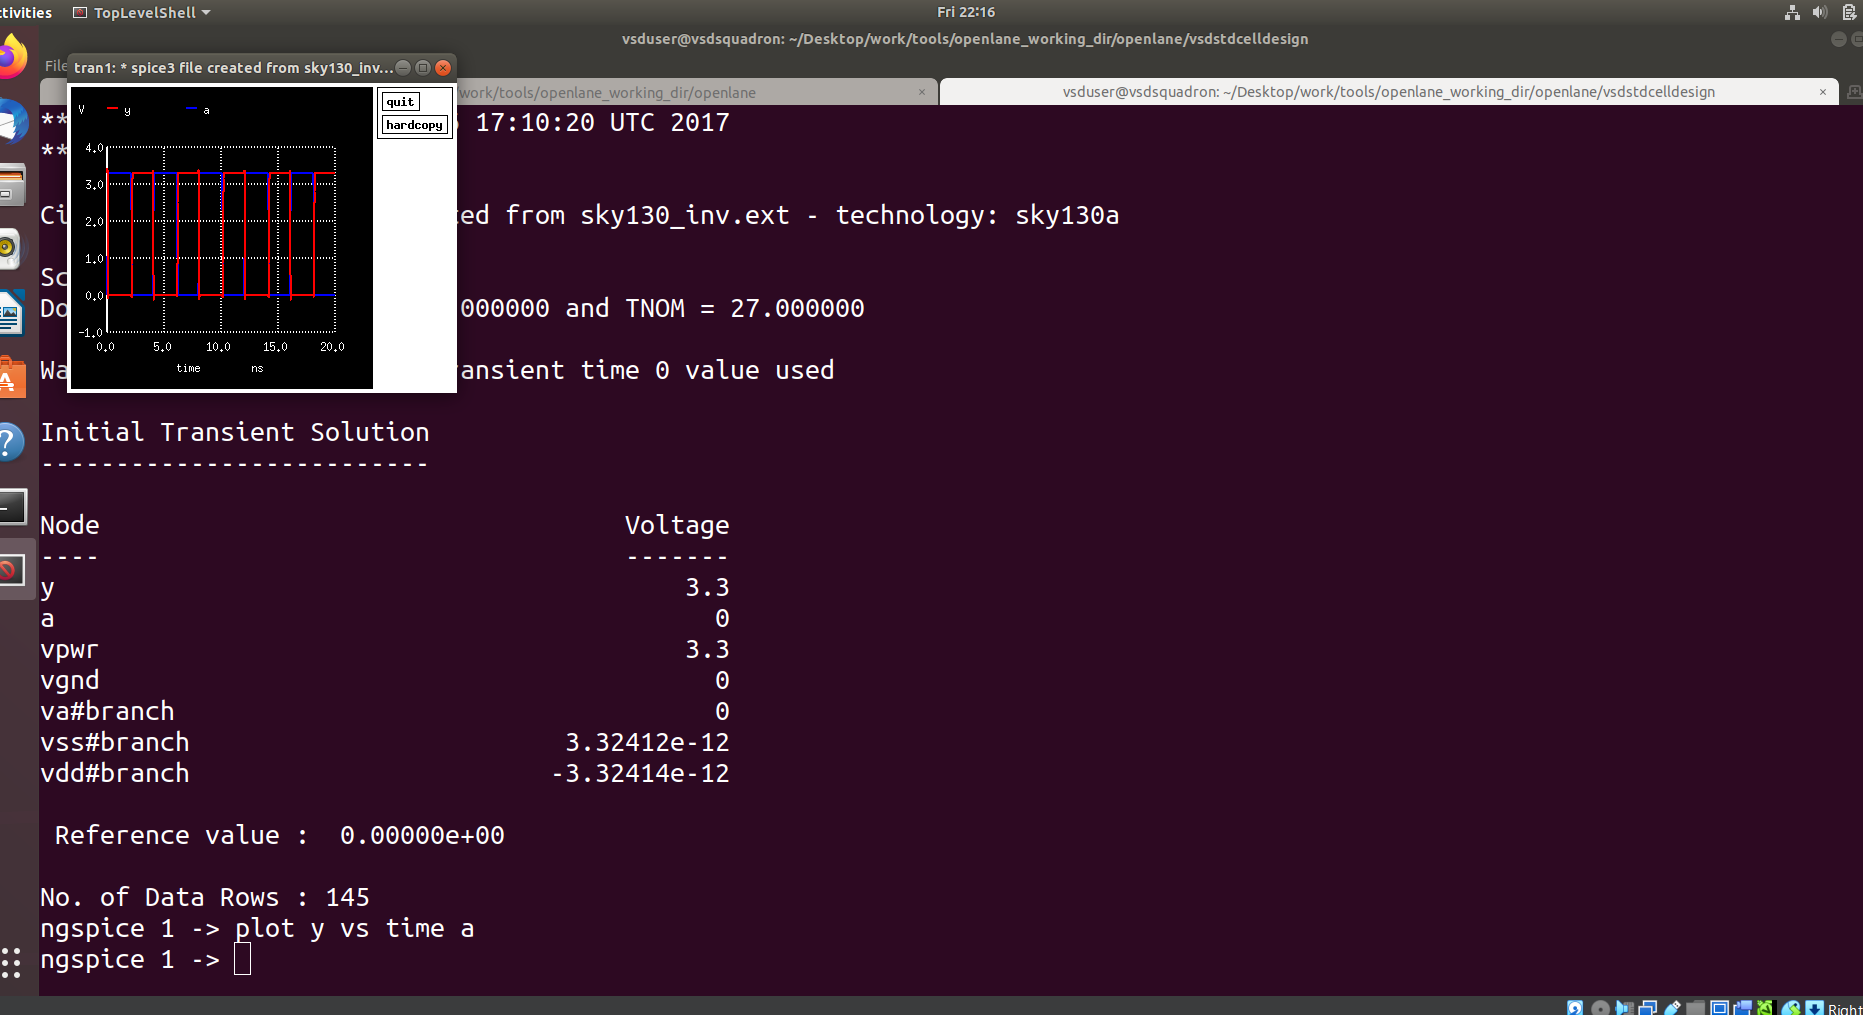 ctivities TopLevelShell Fri 22:16
vsduser@vsdsquadron: ~/Desktop/work/tools/openlane_working_dir/openlane/vsdstdcelldesign
File
tran1: * spice3 file created from sky130_inv...
work/tools/openlane_working_dir/openlane × vsduser@vsdsquadron: ~/Desktop/work/tools/openlane_working_dir/openlane/vsdstdcelldesign ×
V y a
quit
hardcopy
4.0
3.0
2.0
1.0
0.0
-1.0
0.0 5.0 10.0 15.0 20.0
time ns
** 17:10:20 UTC 2017
**
Ci ted from sky130_inv.ext - technology: sky130a
Sc
Do 000000 and TNOM = 27.000000
Wa ransient time 0 value used
Initial Transient Solution
--------------------------
Node Voltage
---- -------
y 3.3
a 0
vpwr 3.3
vgnd 0
va#branch 0
vss#branch 3.32412e-12
vdd#branch -3.32414e-12
Reference value : 0.00000e+00
No. of Data Rows : 145
ngspice 1 -> plot y vs time a
ngspice 1 ->
Right